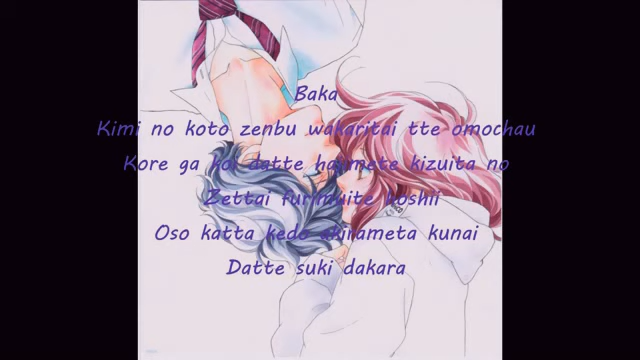 Baka
Kimi no koto zenbu wakaritai tte omochau
Kore ga koi datte hajimete kizuita no
Zettai furimuite hoshii
Oso katta kedo akirameta kunai
Datte suki dakara